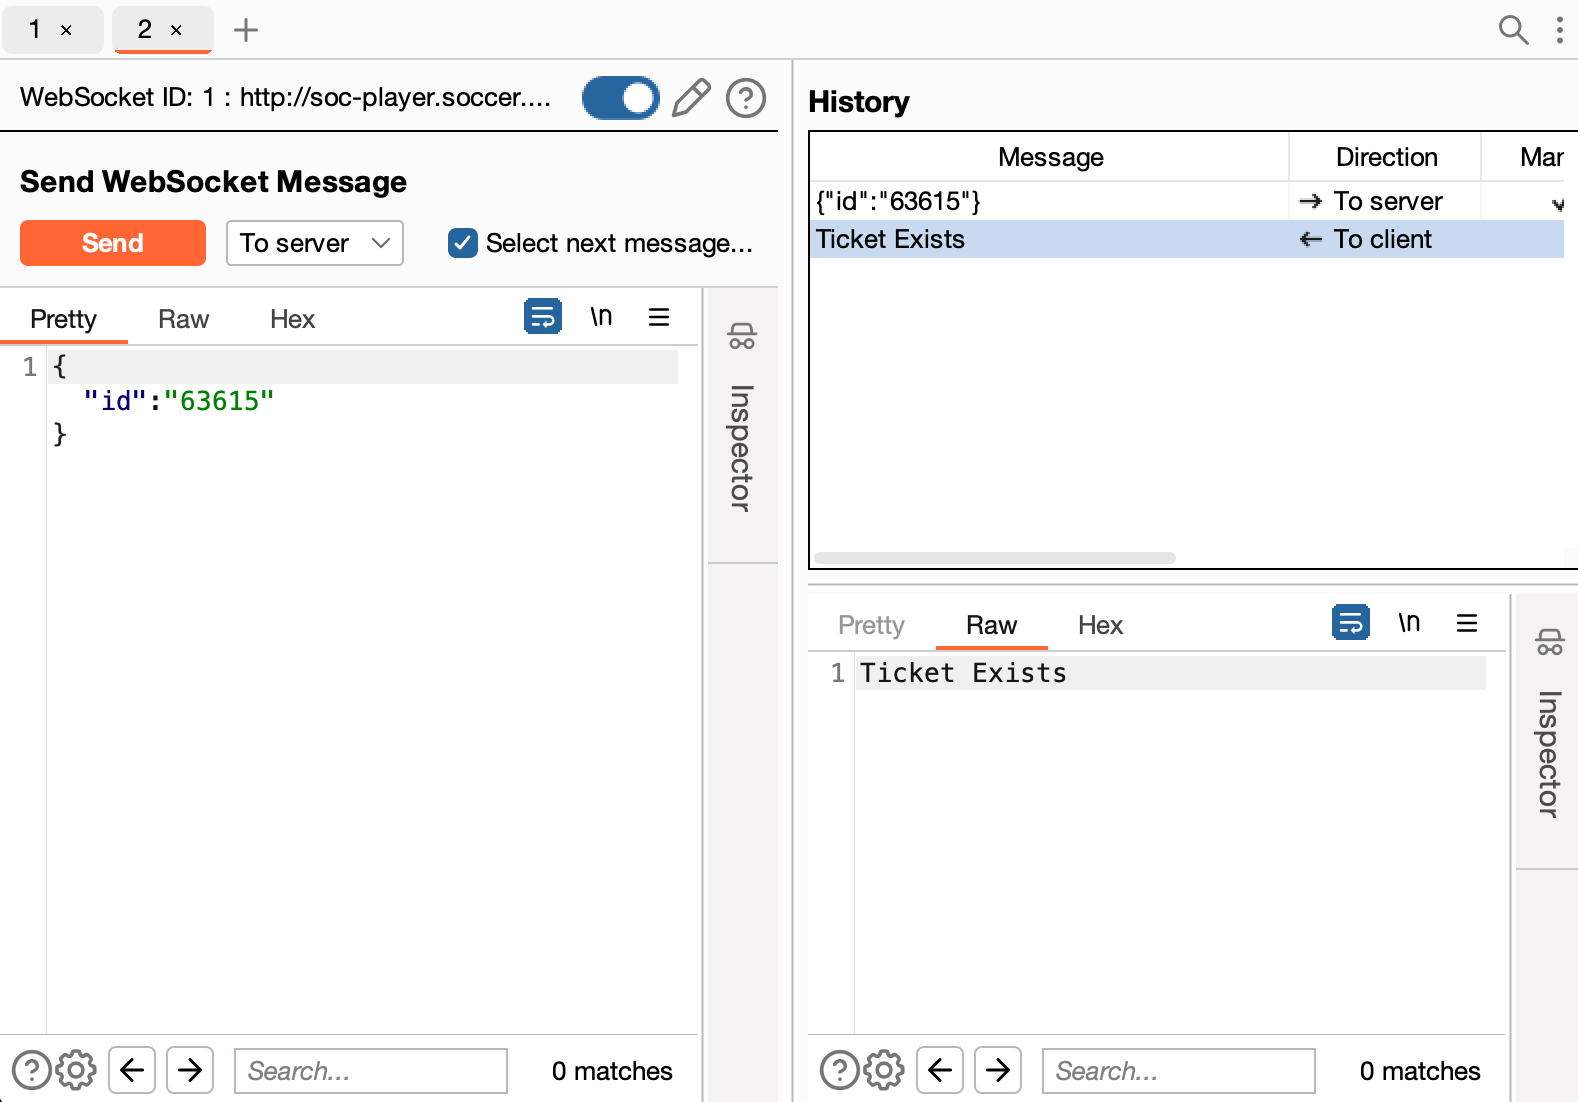 1 ×
2 ×
WebSocket ID: 1 : http://soc-player.soccer....
Send WebSocket Message
Send
To server
Select next message...
Pretty
Raw
Hex
\n
1
{
"id":"63615"
}
Inspector
Search...
0 matches
History
Message
Direction
Mar
{"id":"63615"}
→ To server
Ticket Exists
← To client
Pretty
Raw
Hex
\n
1
Ticket Exists
Inspector
Search...
0 matches